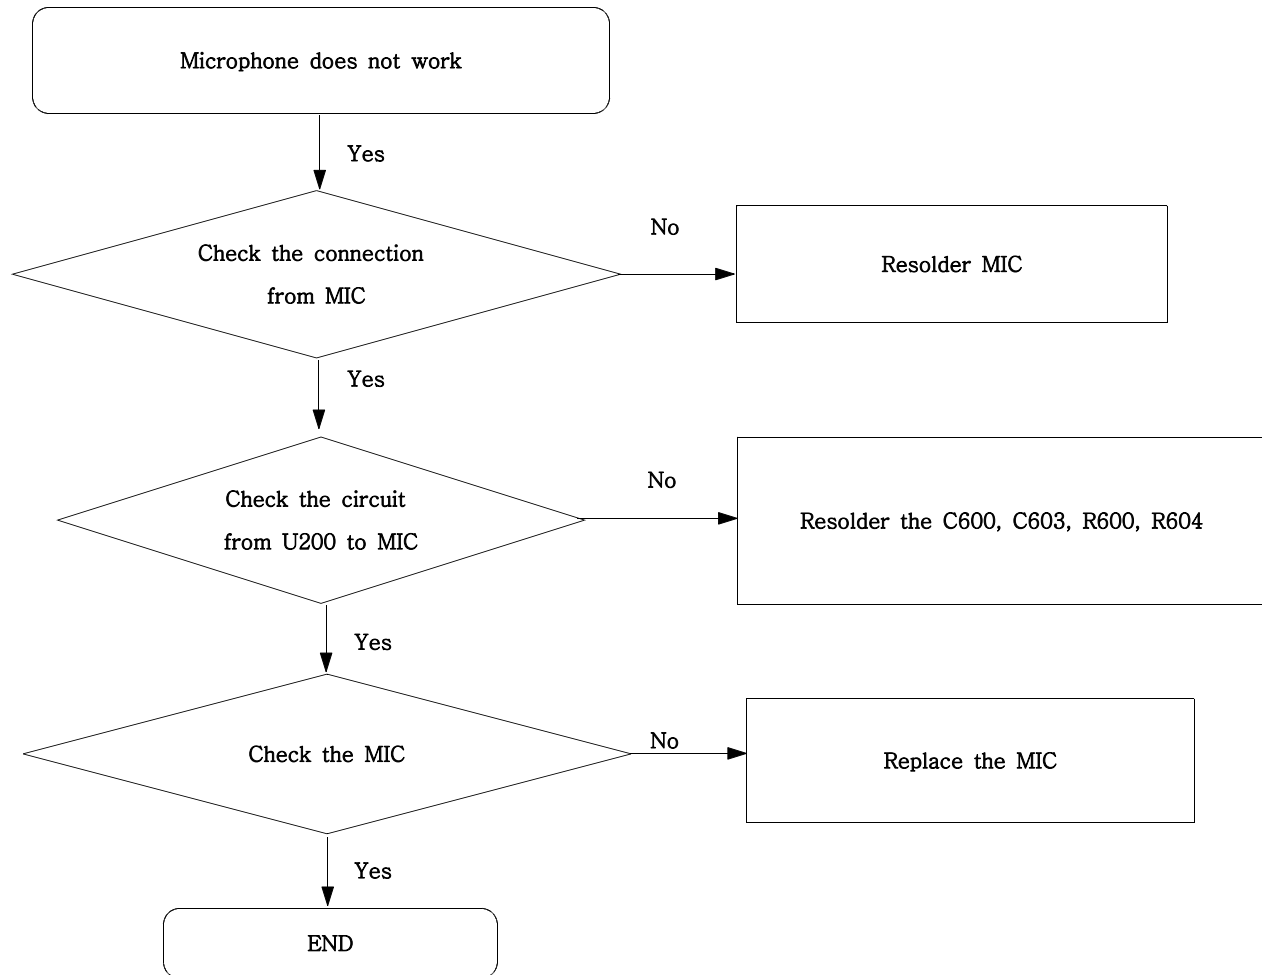 Microphone does not work
Yes
Check the connection
from MIC
No
Resolder MIC
Yes
Check the circuit
from U200 to MIC
No
Resolder the C600, C603, R600, R604
Yes
Check the MIC
No
Replace the MIC
Yes
END